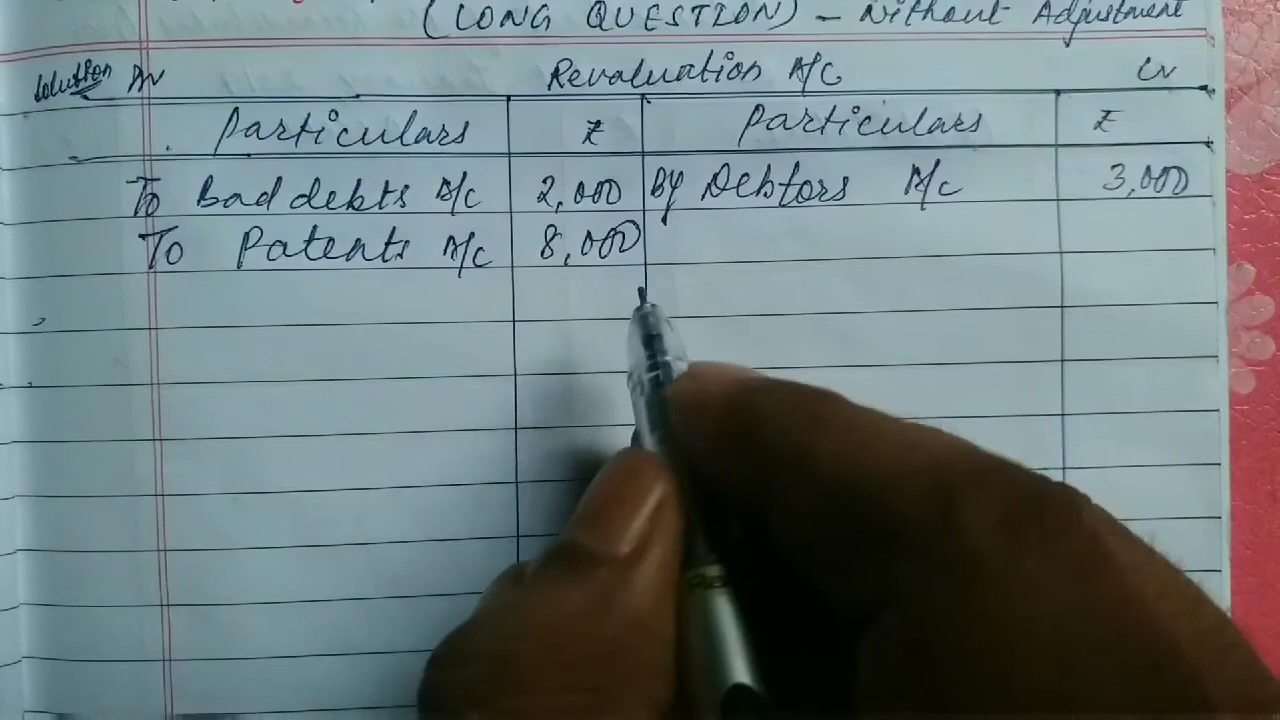 (LONG QUESTION) - Without Adjustment
Solution Dr Revaluation A/C Cr
Particulars ₹ Particulars ₹
To Bad debts A/c 2,000 By Debtors A/c 3,000
To Patents A/c 8,000